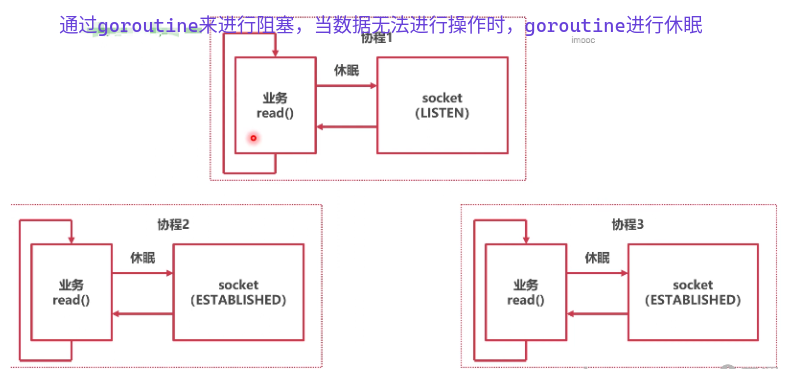 通过goroutine来进行阻塞，当数据无法进行操作时，goroutine进行休眠
协程1
imooc
休眠
业务
read()
socket
（LISTEN）
协程2
休眠
业务
read()
socket
（ESTABLISHED）
协程3
休眠
业务
read()
socket
（ESTABLISHED）